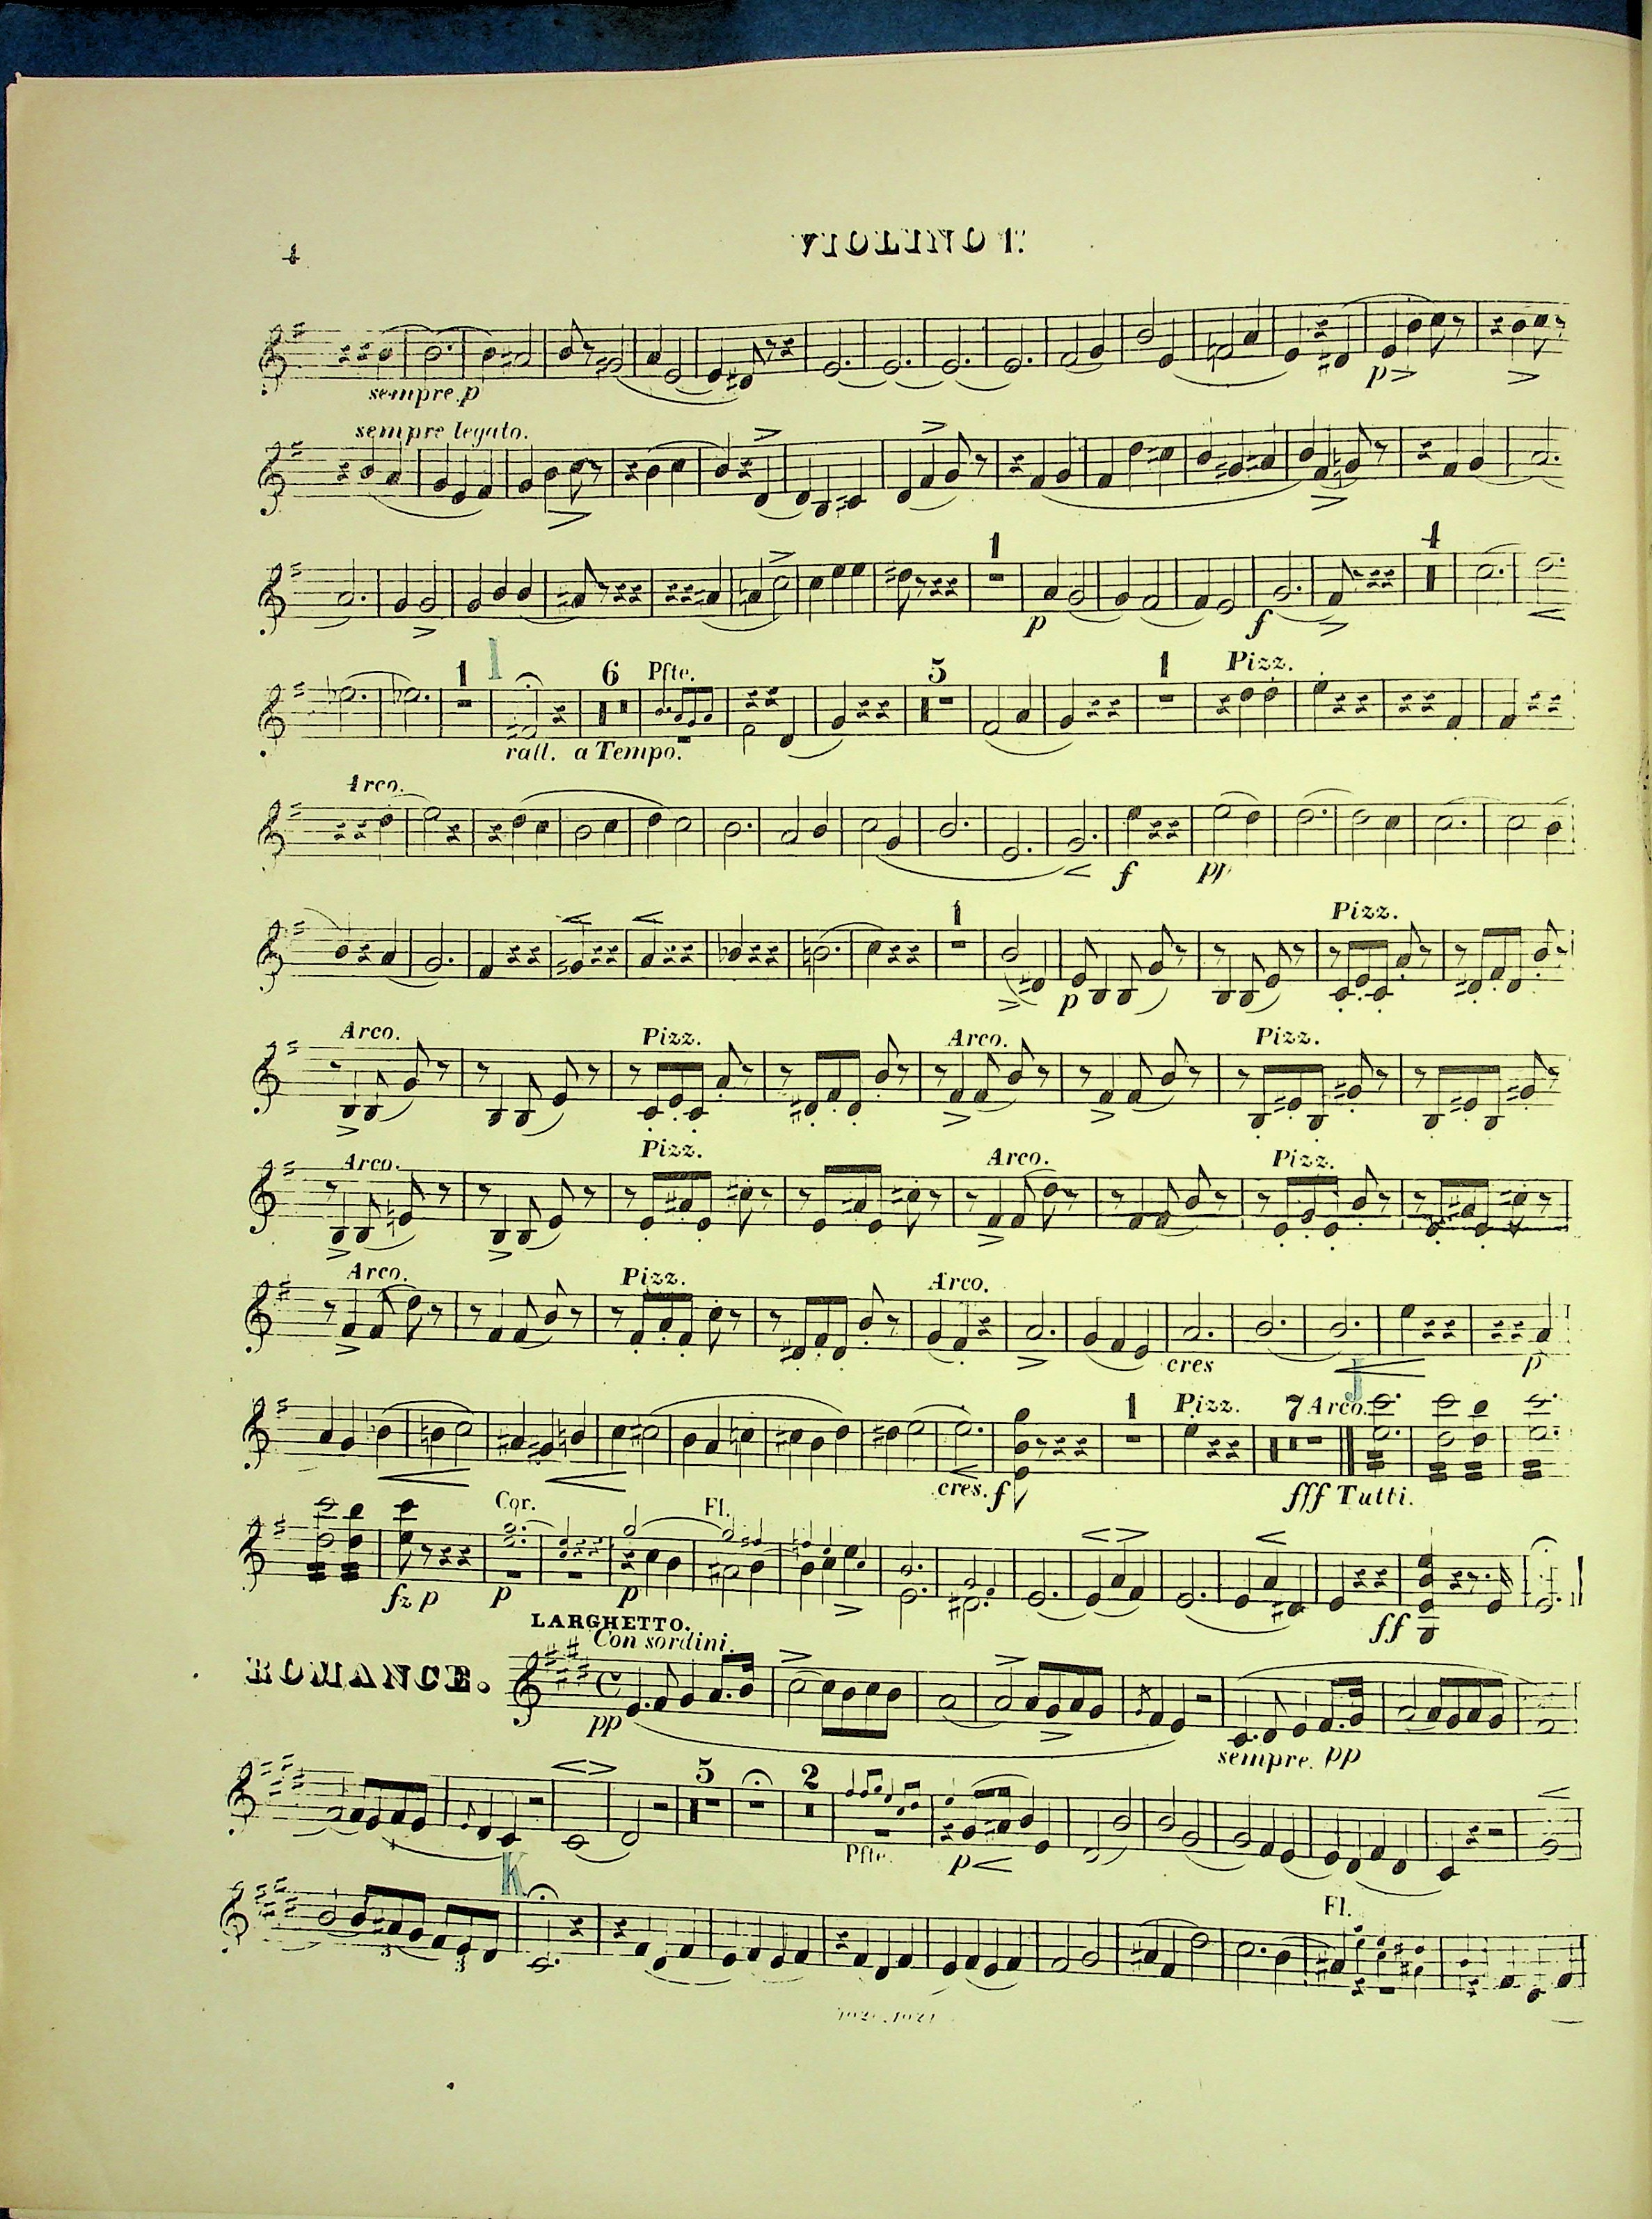 4
VIOLINO 1º
sempre p
p
sempre legato.
1
4
p
f
1
I
6
Pfte.
5
1
Pizz.
rall. a Tempo.
Arco.
f
pp
1
Pizz.
p
Arco.
Pizz.
Arco.
Pizz.
Arco.
Pizz.
Arco.
Pizz.
Arco.
Pizz.
Arco.
cres
p
J
1
Pizz.
7 Arco.
cres. f
fff Tutti.
Cor.
Fl.
fz p
p
p
ff
LARGHETTO.
Con sordini.
ROMANCE.
pp
sempre pp
5
2
Pfte.
p
K
Fl.
3
3